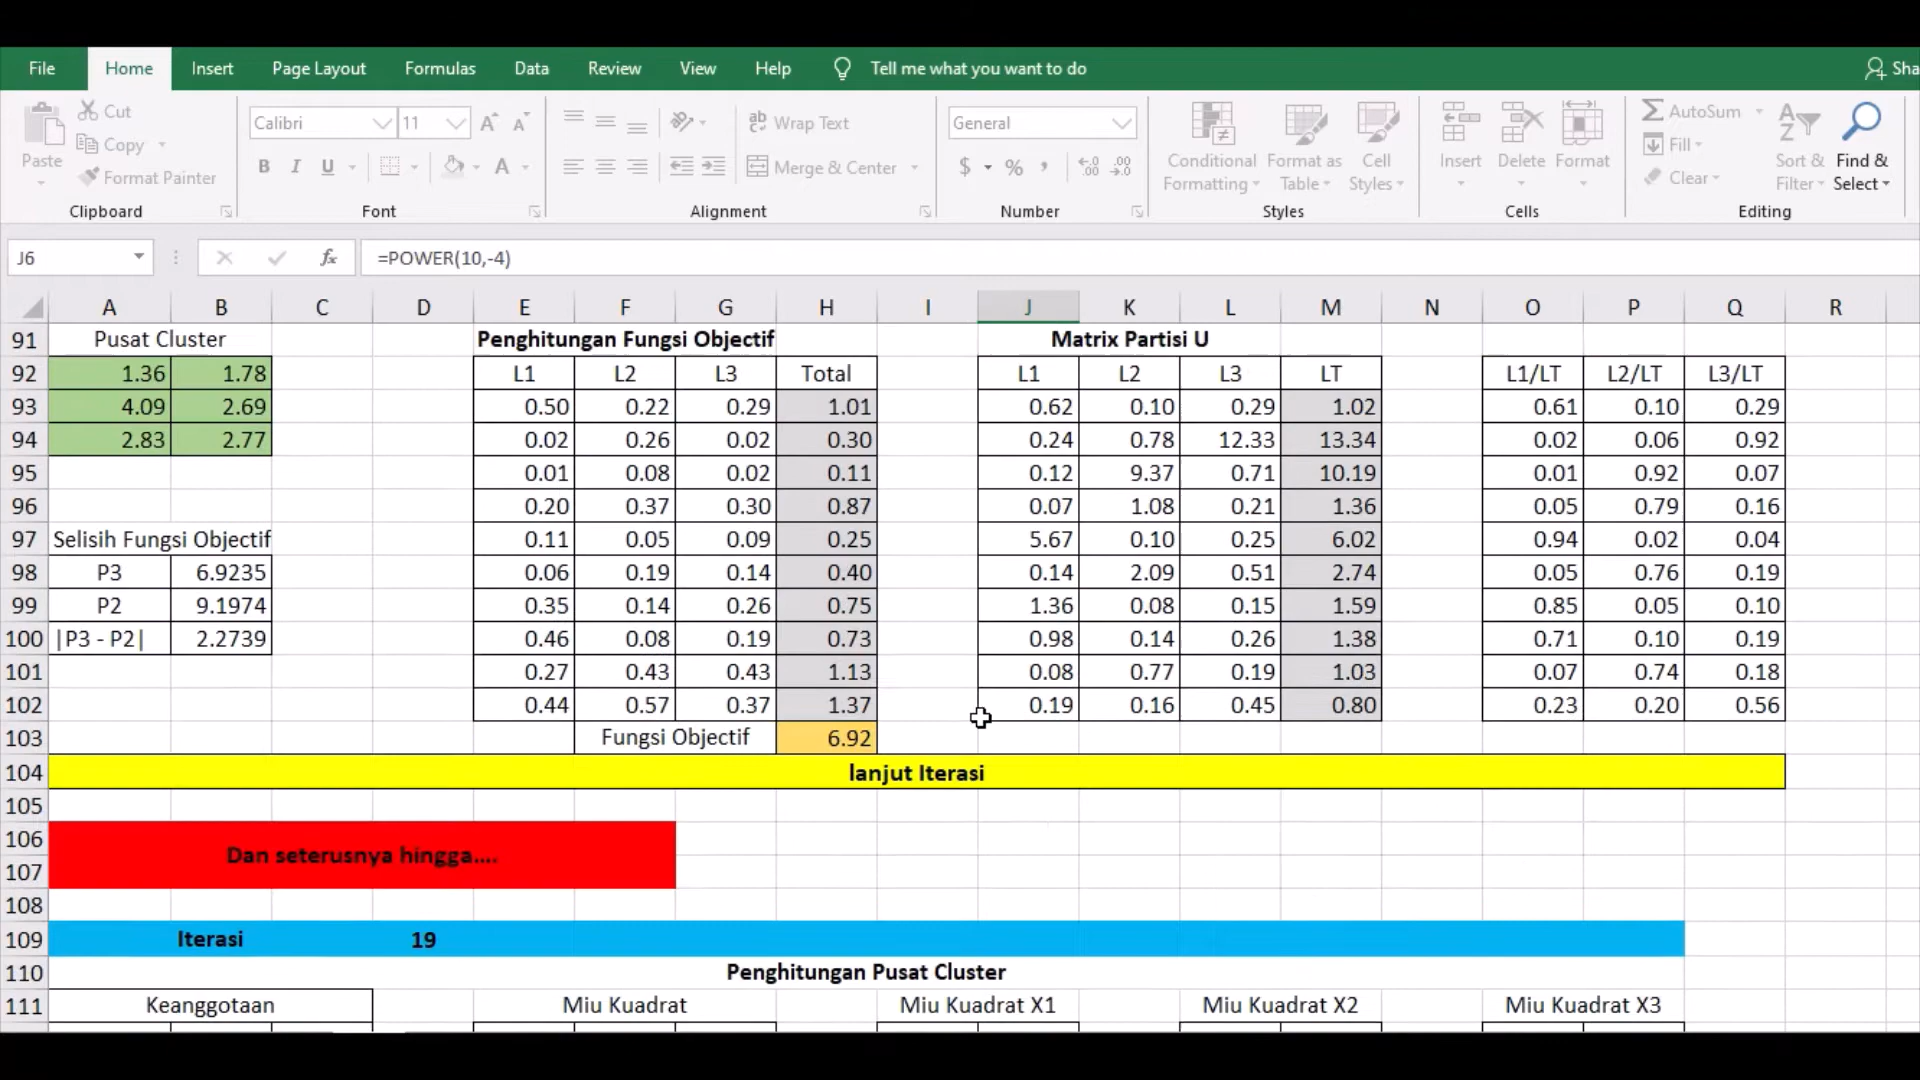 File Home Insert Page Layout Formulas Data Review View Help Tell me what you want to do Sha
Cut
Calibri 11 Wrap Text General AutoSum
Copy Fill
Paste Conditional Format as Cell Insert Delete Format Sort & Find &
Format Painter B I U Merge & Center $ % Formatting Table Styles Clear Filter Select
Clipboard Font Alignment Number Styles Cells Editing
J6 fx =POWER(10,-4)
A B C D E F G H I J K L M N O P Q R
91 Pusat Cluster Penghitungan Fungsi Objectif Matrix Partisi U
92 1.36 1.78 L1 L2 L3 Total L1 L2 L3 LT L1/LT L2/LT L3/LT
93 4.09 2.69 0.50 0.22 0.29 1.01 0.62 0.10 0.29 1.02 0.61 0.10 0.29
94 2.83 2.77 0.02 0.26 0.02 0.30 0.24 0.78 12.33 13.34 0.02 0.06 0.92
95 0.01 0.08 0.02 0.11 0.12 9.37 0.71 10.19 0.01 0.92 0.07
96 0.20 0.37 0.30 0.87 0.07 1.08 0.21 1.36 0.05 0.79 0.16
97 Selisih Fungsi Objectif 0.11 0.05 0.09 0.25 5.67 0.10 0.25 6.02 0.94 0.02 0.04
98 P3 6.9235 0.06 0.19 0.14 0.40 0.14 2.09 0.51 2.74 0.05 0.76 0.19
99 P2 9.1974 0.35 0.14 0.26 0.75 1.36 0.08 0.15 1.59 0.85 0.05 0.10
100 |P3 - P2| 2.2739 0.46 0.08 0.19 0.73 0.98 0.14 0.26 1.38 0.71 0.10 0.19
101 0.27 0.43 0.43 1.13 0.08 0.77 0.19 1.03 0.07 0.74 0.18
102 0.44 0.57 0.37 1.37 0.19 0.16 0.45 0.80 0.23 0.20 0.56
103 Fungsi Objectif 6.92
104 lanjut Iterasi
105
106
Dan seterusnya hingga....
107
108
109 Iterasi 19
110 Penghitungan Pusat Cluster
111 Keanggotaan Miu Kuadrat Miu Kuadrat X1 Miu Kuadrat X2 Miu Kuadrat X3